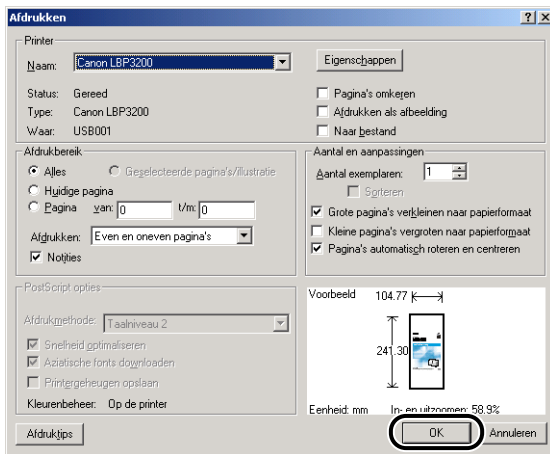 Afdrukken
Printer
Naam: Canon LBP3200
Eigenschappen
Status: Gereed
Type: Canon LBP3200
Waar: USB001
Pagina's omkeren
Afdrukken als afbeelding
Naar bestand
Afdrukbereik
Alles Geselecteerde pagina's/illustratie
Huidige pagina
Pagina van: 0 t/m: 0
Afdrukken: Even en oneven pagina's
Notities
Aantal en aanpassingen
Aantal exemplaren: 1
Sorteren
Grote pagina's verkleinen naar papierformaat
Kleine pagina's vergroten naar papierformaat
Pagina's automatisch roteren en centreren
PostScript opties
Afdrukmethode: Taalniveau 2
Snelheid optimaliseren
Aziatische fonts downloaden
Printergeheugen opslaan
Kleurenbeheer: Op de printer
Voorbeeld 104.77
241.30
Eenheid: mm In- en uitzoomen: 58.9%
Afdruktips
OK
Annuleren